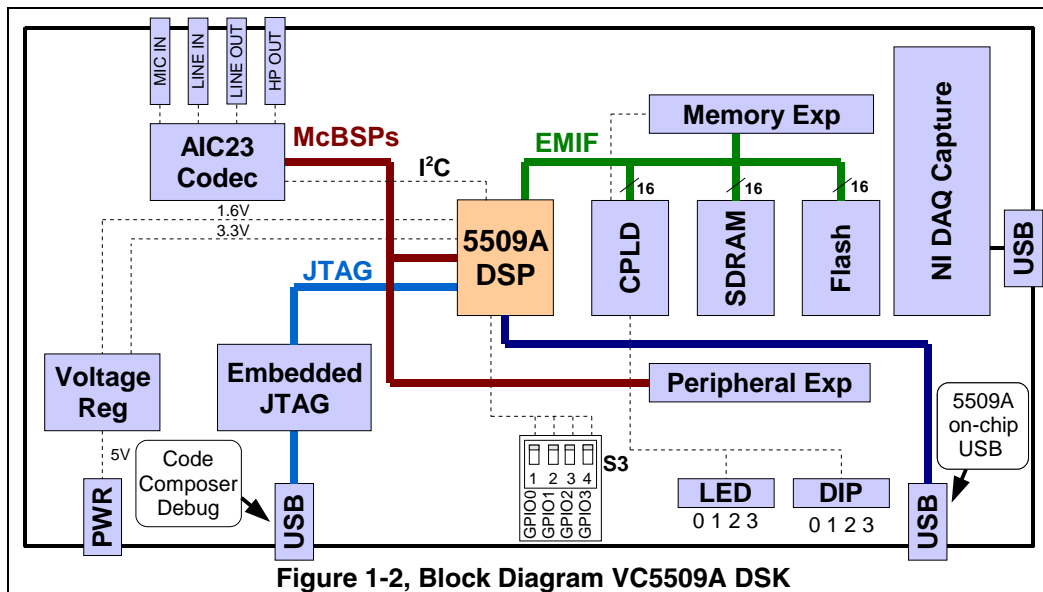 MIC IN
LINE IN
LINE OUT
HP OUT
AIC23
Codec
McBSPs
I²C
EMIF
Memory Exp
16
16
16
NI DAQ Capture
USB
1.6V
3.3V
5509A
DSP
CPLD
SDRAM
Flash
JTAG
Voltage
Reg
Embedded
JTAG
Peripheral Exp
5509A
on-chip
USB
5V
Code
Composer
Debug
S3
1 2 3 4
GPIO0
GPIO1
GPIO2
GPIO3
LED
0 1 2 3
DIP
0 1 2 3
PWR
USB
USB
Figure 1-2, Block Diagram VC5509A DSK